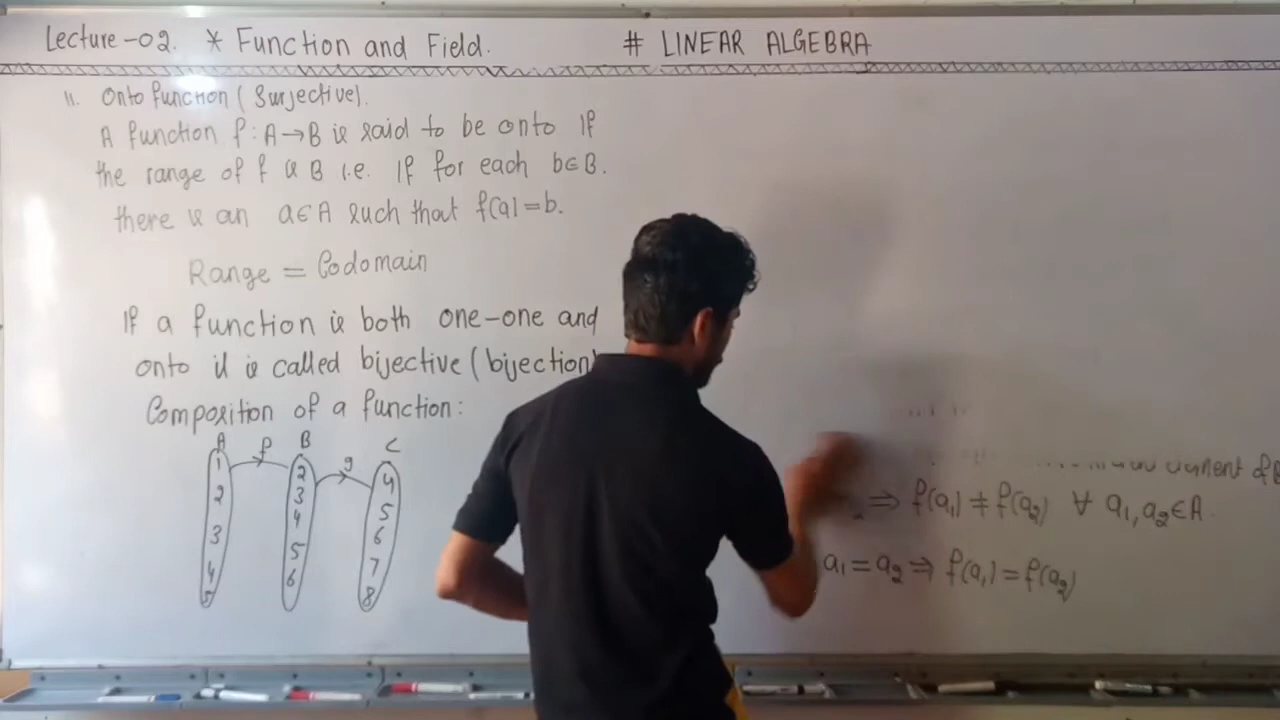 Lecture-02. * Function and Field. # LINEAR ALGEBRA
11. Onto function (Surjective).
A function f: A→B is said to be onto If
the range of f is B i.e. If for each b∈B.
there is an a∈A such that f(a)=b.
Range = Codomain
If a function is both one-one and
onto it is called bijective (bijection)
Composition of a function:
A f B g C
1 2 3 4 5
2 3 4 5 6
4 5 6 7 8
element of B
⇒ f(a₁) ≠ f(a₂) ∀ a₁, a₂∈A.
a₁ = a₂ ⇒ f(a₁) = f(a₂)